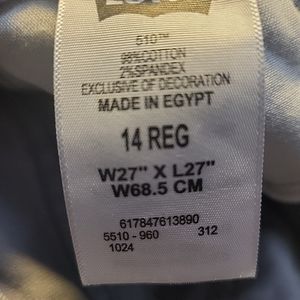 510™
98%COTTON
2%SPANDEX
EXCLUSIVE OF DECORATION
MADE IN EGYPT
14 REG
W27" X L27"
W68.5 CM
617847613890
5510 - 960 312
1024